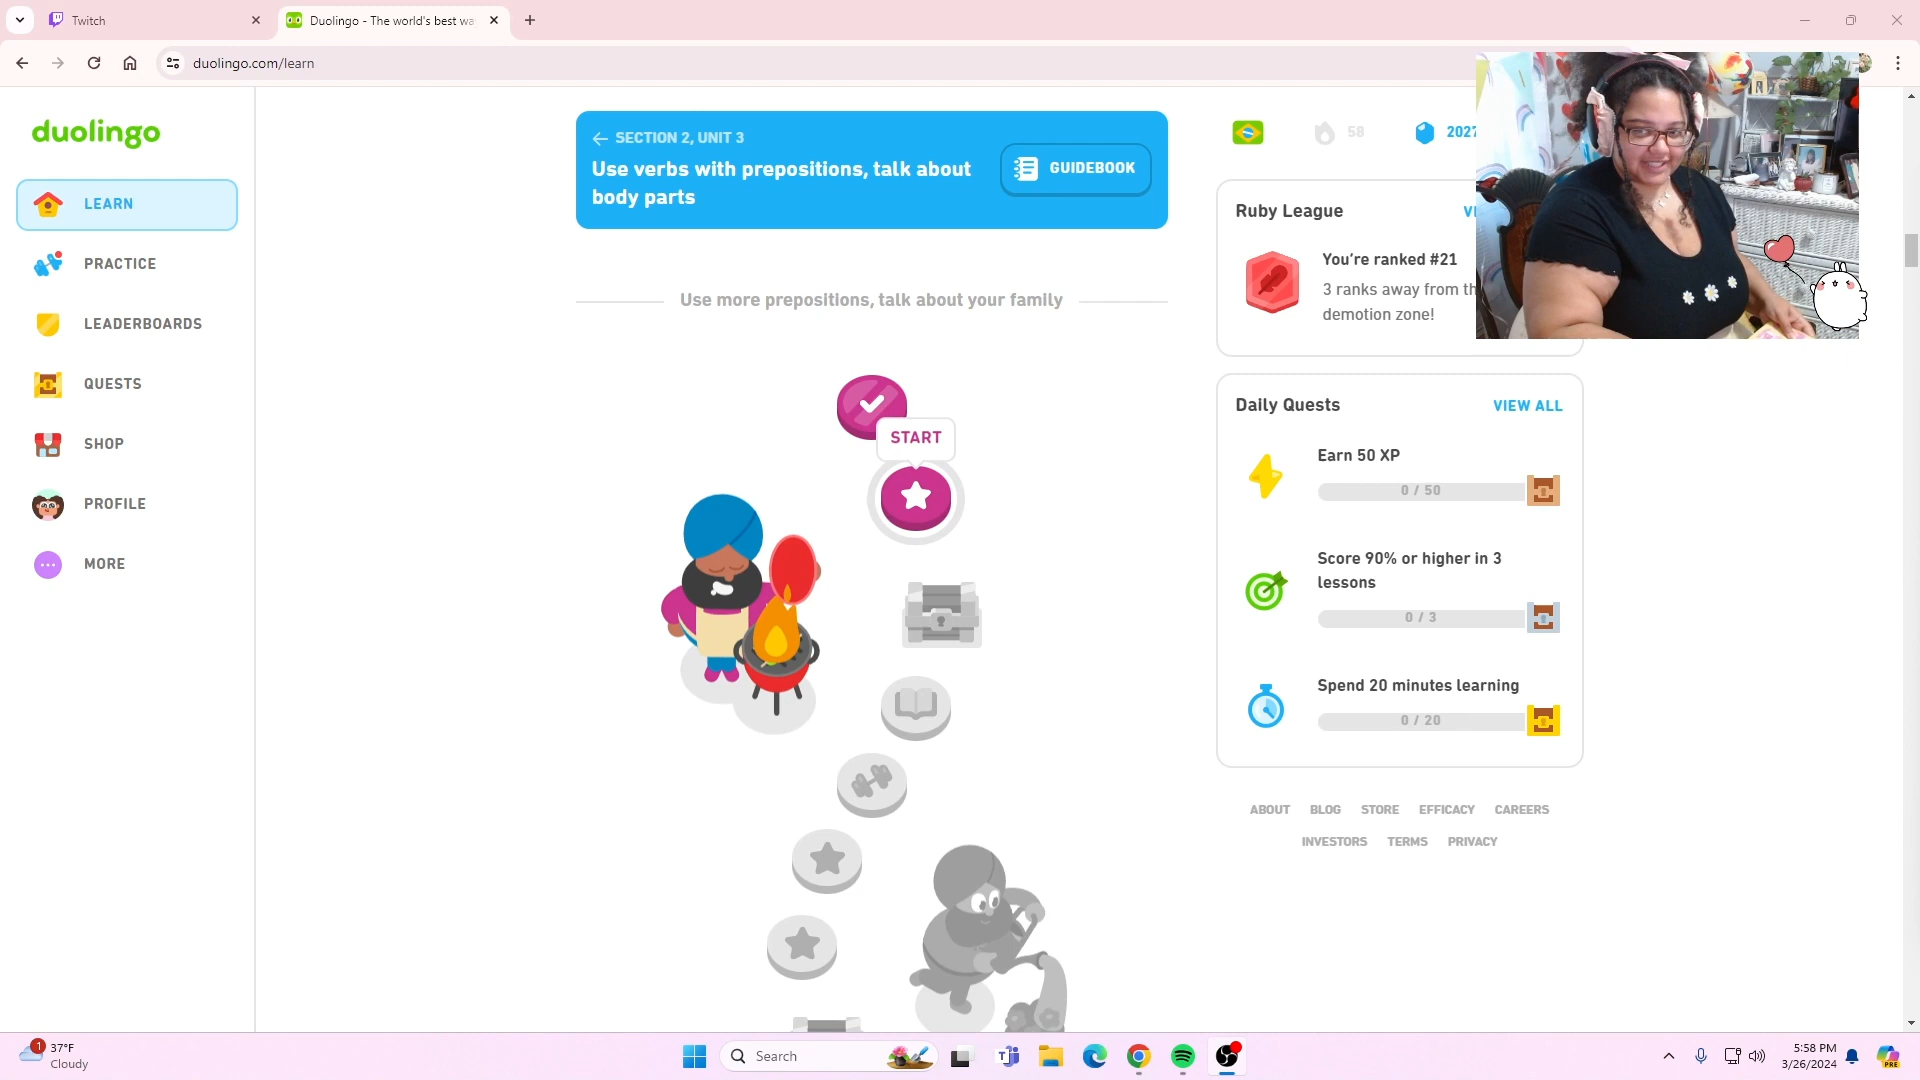 Twitch
Duolingo - The world's best wa
duolingo.com/learn
duolingo
LEARN
PRACTICE
LEADERBOARDS
QUESTS
SHOP
PROFILE
MORE
SECTION 2, UNIT 3
Use verbs with prepositions, talk about
body parts
GUIDEBOOK
Use more prepositions, talk about your family
START
58
2027
Ruby League
You're ranked #21
3 ranks away from th
demotion zone!
Daily Quests
VIEW ALL
Earn 50 XP
0 / 50
Score 90% or higher in 3
lessons
0 / 3
Spend 20 minutes learning
0 / 20
ABOUT BLOG STORE EFFICACY CAREERS
INVESTORS TERMS PRIVACY
1
37°F
Cloudy
Search
5:58 PM
3/26/2024
PRE